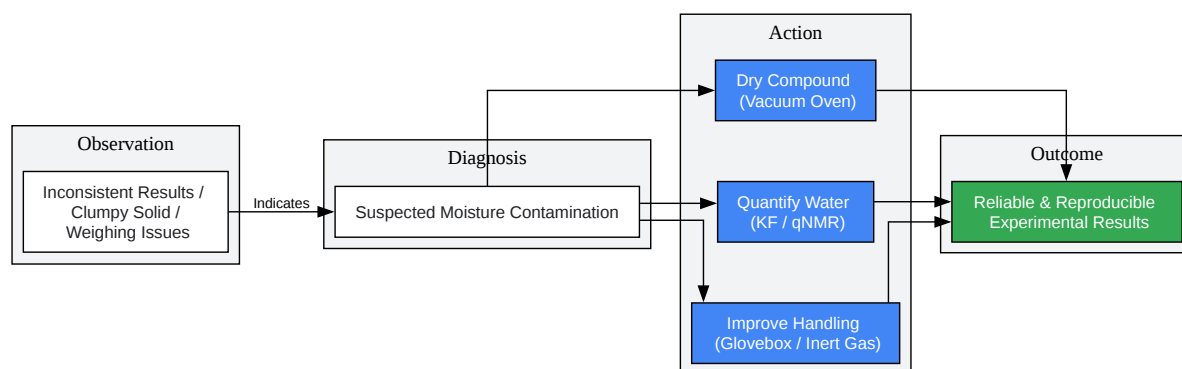 Observation
Inconsistent Results /
Clumpy Solid /
Weighing Issues
Indicates
Diagnosis
Suspected Moisture Contamination
Action
Dry Compound
(Vacuum Oven)
Quantify Water
(KF / qNMR)
Improve Handling
(Glovebox / Inert Gas)
Outcome
Reliable & Reproducible
Experimental Results